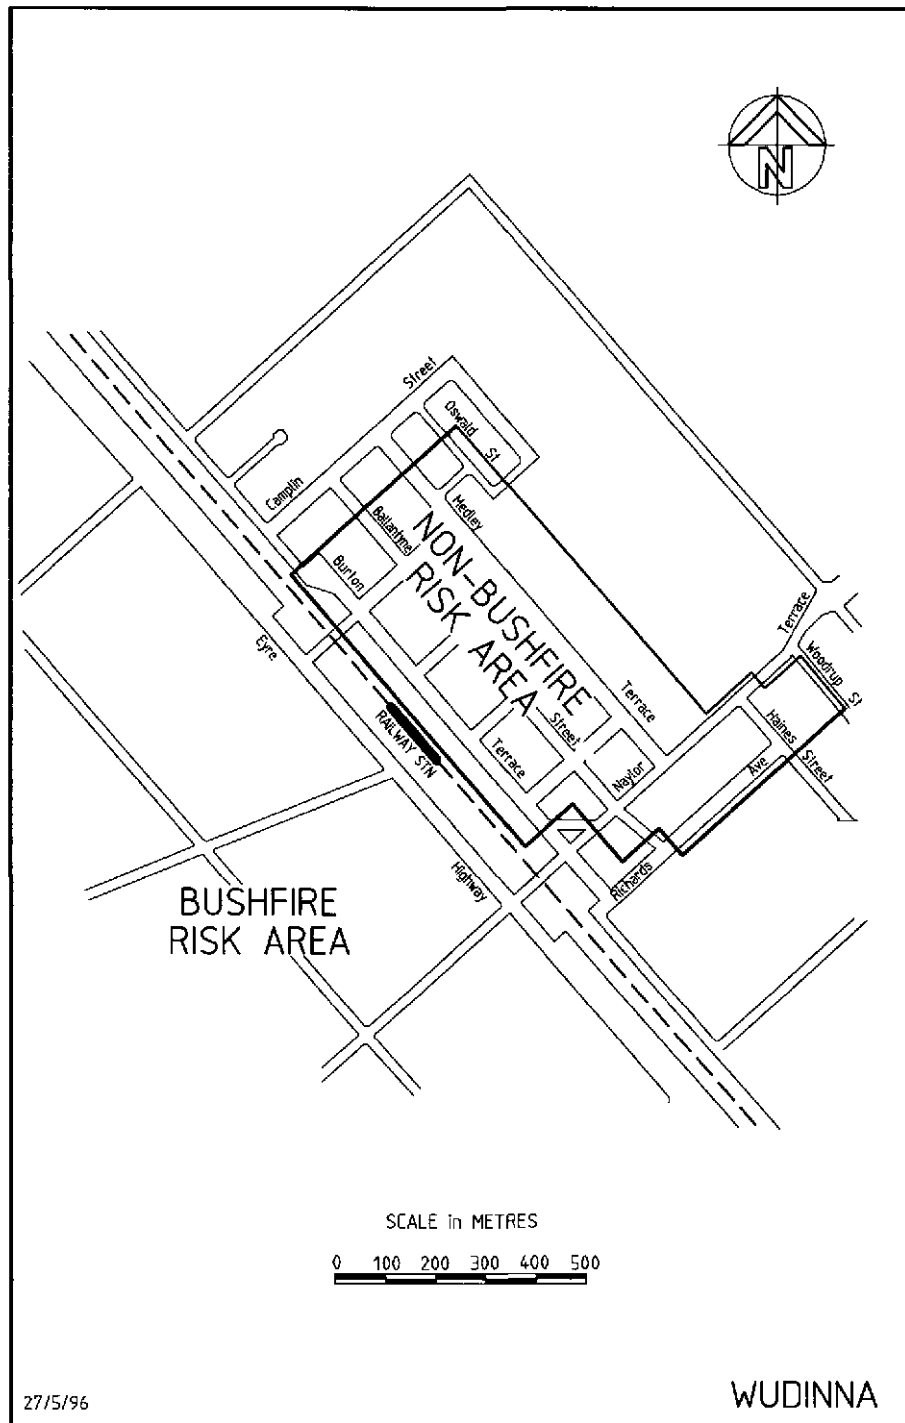 N
Street
Oswald
St
Camplin
Medley
Ballantyne
Burton
NON-BUSHFIRE
RISK AREA
Eyre
RAILWAY STN
Terrace
Woodrup
St
Terrace
Street
Haines
Street
Terrace
Naylor
Ave
Richards
Highway
BUSHFIRE
RISK AREA
SCALE in METRES
0 100 200 300 400 500
27/5/96
WUDINNA